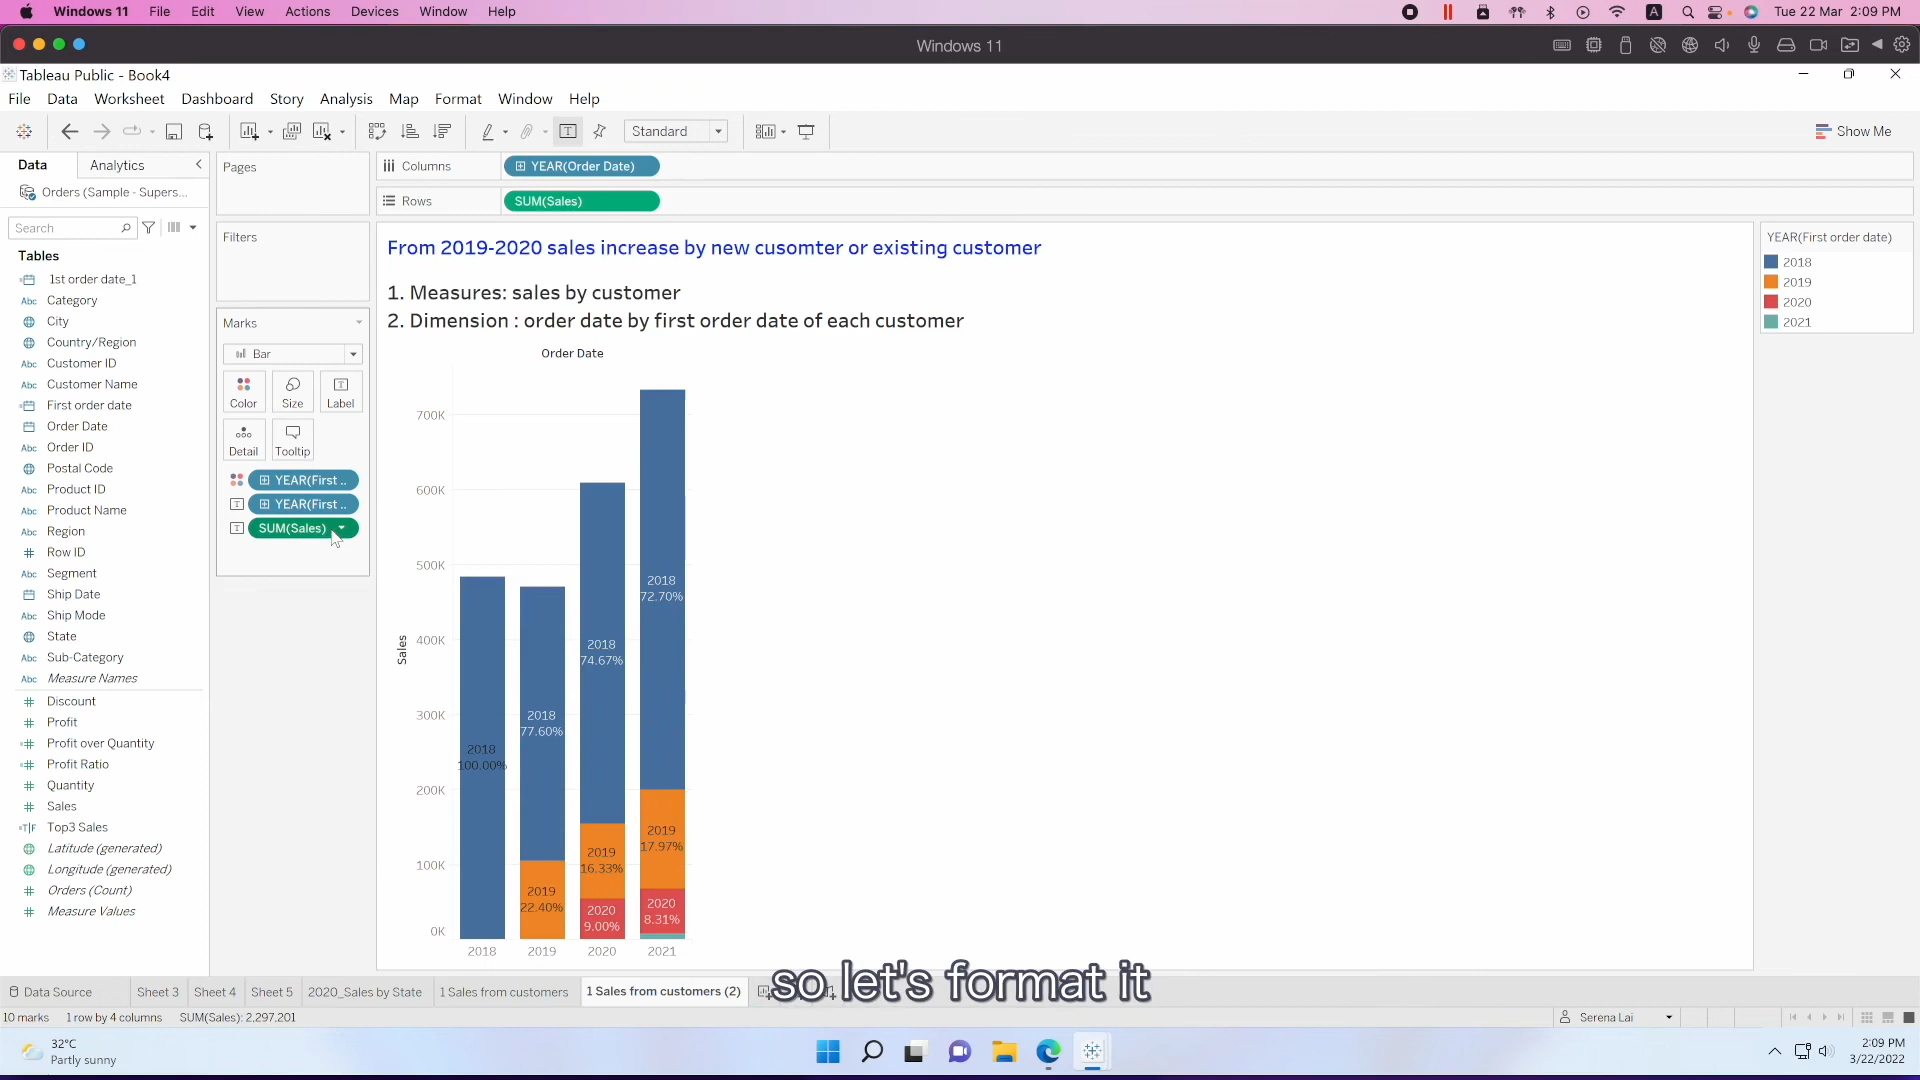 Windows 11 File Edit View Actions Devices Window Help
A Tue 22 Mar 2:09 PM
Windows 11
Tableau Public - Book4
File Data Worksheet Dashboard Story Analysis Map Format Window Help
Standard
Show Me
Data Analytics
Orders (Sample - Supers...
Search
Tables
1st order date_1
Abc Category
City
Country/Region
Abc Customer ID
Abc Customer Name
First order date
Order Date
Abc Order ID
Postal Code
Abc Product ID
Abc Product Name
Abc Region
# Row ID
Abc Segment
Ship Date
Abc Ship Mode
State
Abc Sub-Category
Abc Measure Names
# Discount
# Profit
=# Profit over Quantity
=# Profit Ratio
# Quantity
# Sales
=T|F Top3 Sales
Latitude (generated)
Longitude (generated)
# Orders (Count)
# Measure Values
Pages
Filters
Marks
Bar
Color Size Label
Detail Tooltip
YEAR(First ..
YEAR(First ..
SUM(Sales)
Columns YEAR(Order Date)
Rows SUM(Sales)
From 2019-2020 sales increase by new cusomter or existing customer
1. Measures: sales by customer
2. Dimension : order date by first order date of each customer
Order Date
Sales
700K
600K
500K
400K
300K
200K
100K
0K
2018
100.00%
2018
77.60%
2019
22.40%
2018
74.67%
2019
16.33%
2020
9.00%
2018
72.70%
2019
17.97%
2020
8.31%
2018 2019 2020 2021
YEAR(First order date)
2018
2019
2020
2021
so let's format it
Data Source Sheet 3 Sheet 4 Sheet 5 2020_Sales by State 1 Sales from customers 1 Sales from customers (2)
10 marks 1 row by 4 columns SUM(Sales): 2,297,201
Serena Lai
32°C
Partly sunny
2:09 PM
3/22/2022